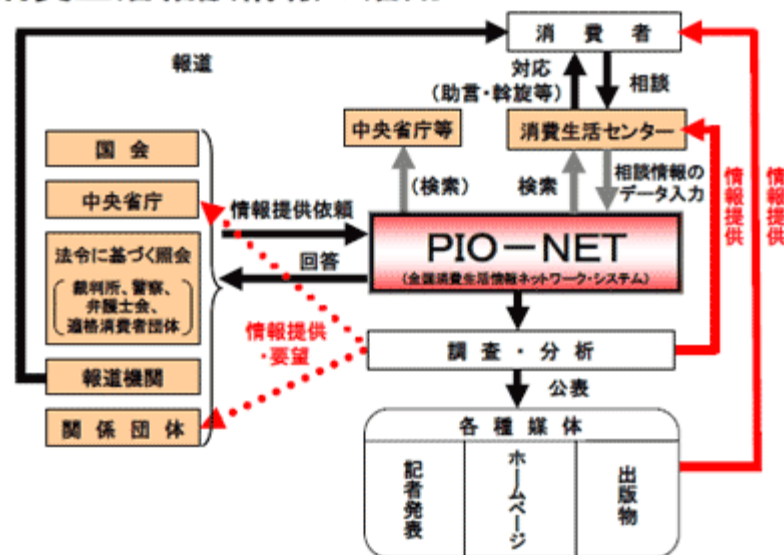 消費者
報道
対応
(助言・斡旋等)
相談
中央省庁等
消費生活センター
国会
中央省庁
法令に基づく照会
裁判所、警察、
弁護士会、
適格消費者団体
報道機関
関係団体
(検索)
検索
相談情報の
データ入力
情報提供
情報提供
情報提供依頼
回答
PIO－NET
(全国消費生活情報ネットワーク・システム)
情報提供
・要望
調査・分析
公表
各種媒体
記者発表
ホームページ
出版物